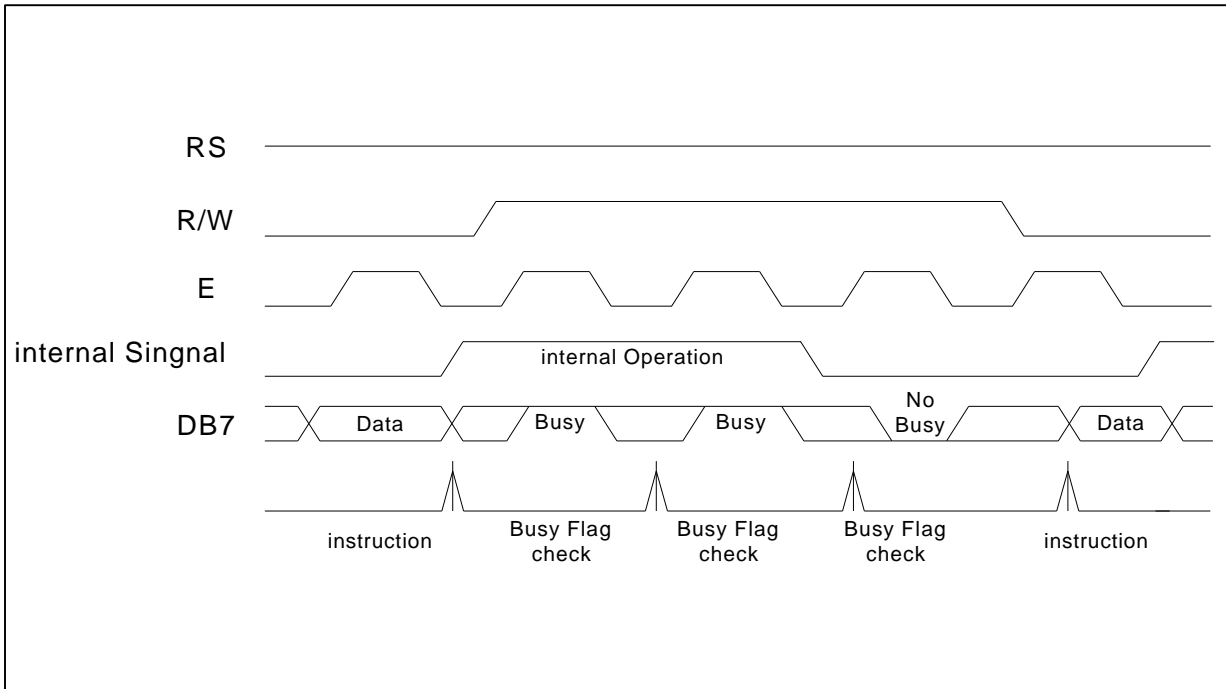 RS
R/W
E
internal Singnal
internal Operation
DB7
Data
Busy
Busy
No
Busy
Data
instruction
Busy Flag
check
Busy Flag
check
Busy Flag
check
instruction